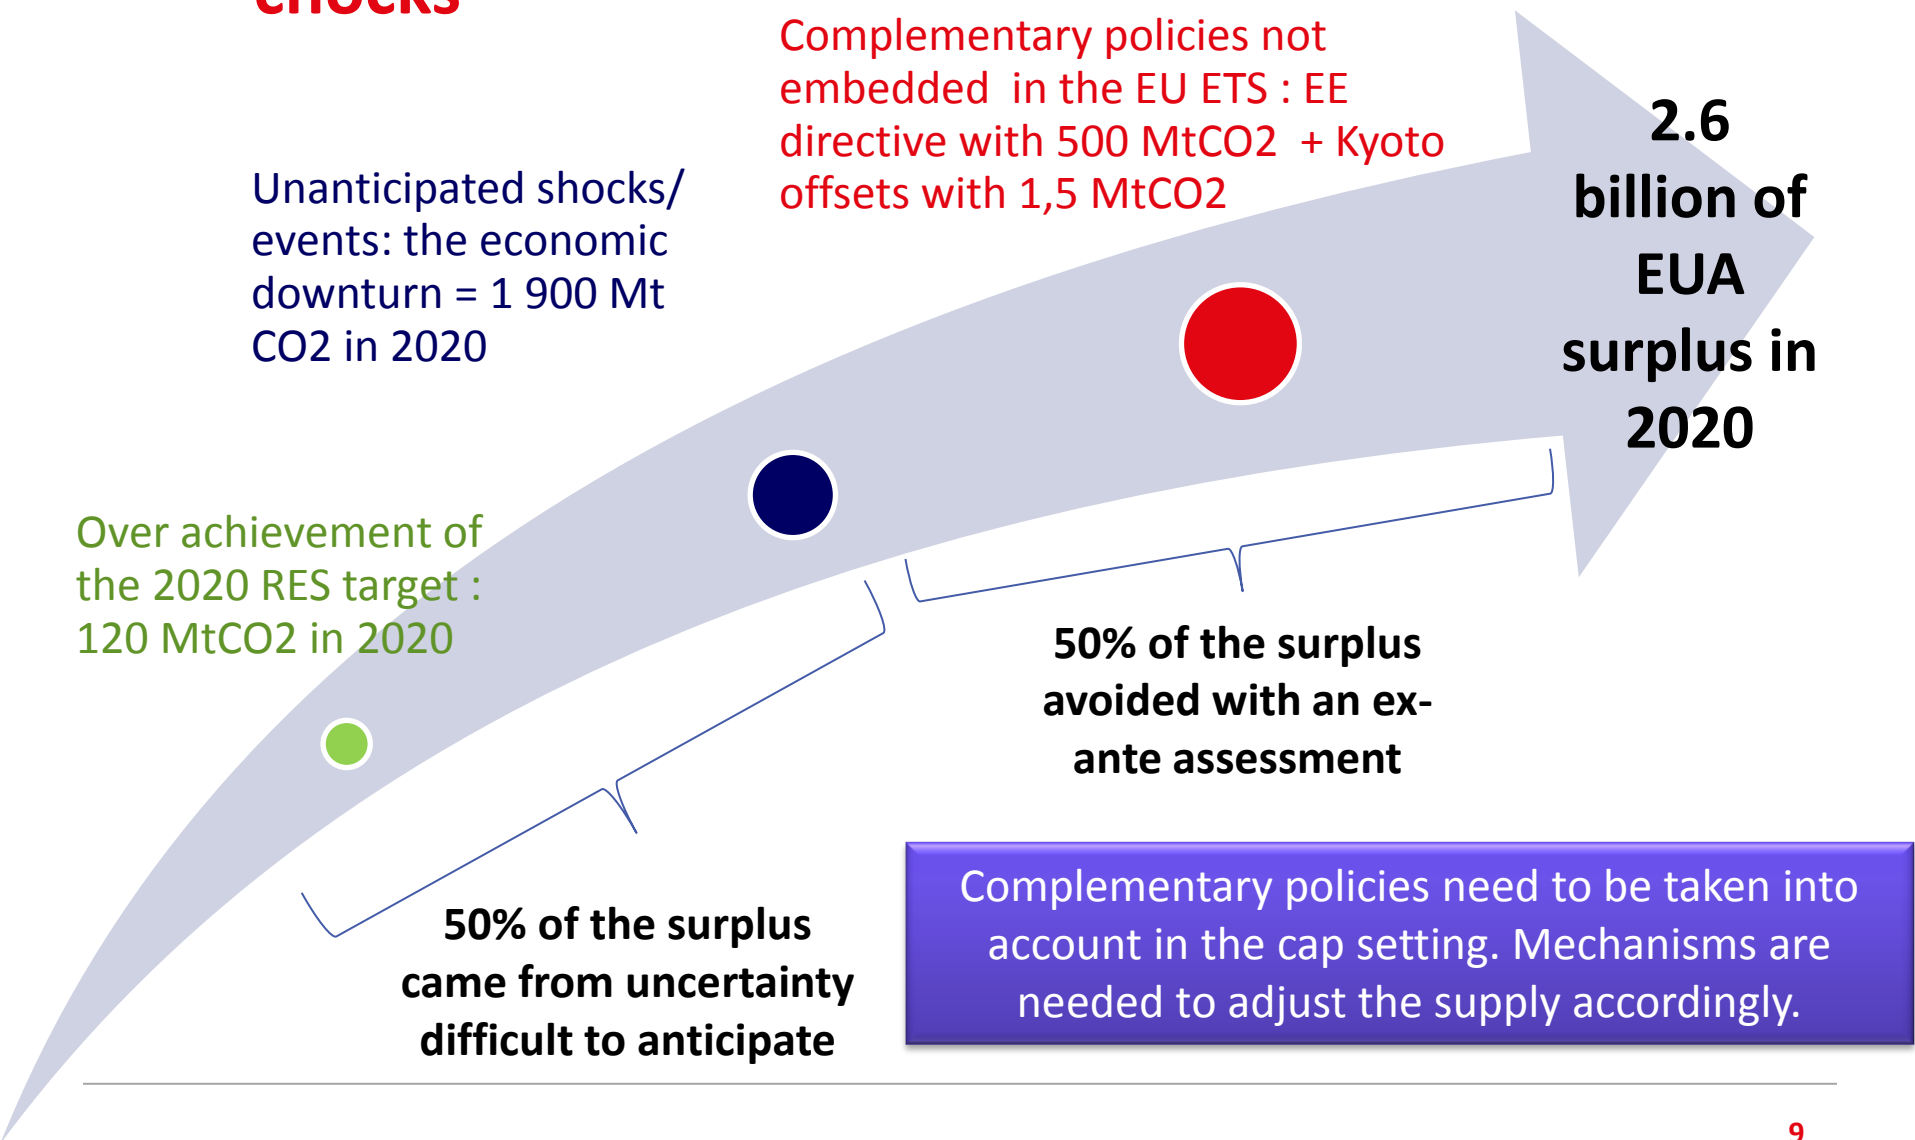 chocks
Complementary policies not
embedded  in the EU ETS : EE
directive with 500 MtCO2  + Kyoto
offsets with 1,5 MtCO2
2.6
billion of
EUA
surplus in
2020
Unanticipated shocks/
events: the economic
downturn = 1 900 Mt
CO2 in 2020
Over achievement of
the 2020 RES target :
120 MtCO2 in 2020
50% of the surplus
avoided with an ex-
ante assessment
50% of the surplus
came from uncertainty
difficult to anticipate
Complementary policies need to be taken into
account in the cap setting. Mechanisms are
needed to adjust the supply accordingly.
9